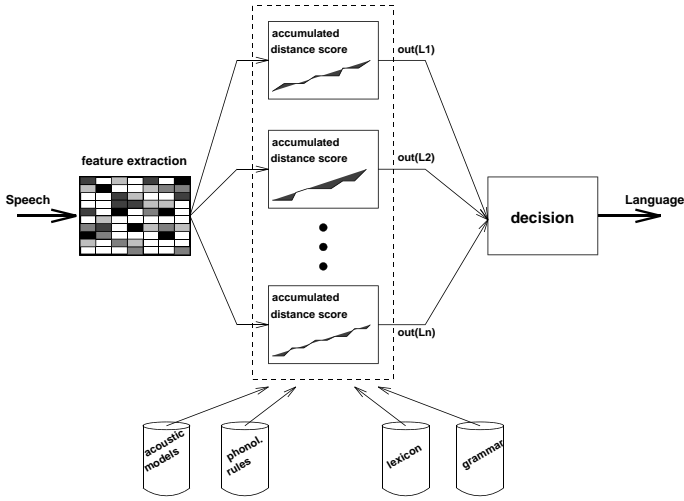 accumulated
distance score
out(L1)
feature extraction
accumulated
distance score
out(L2)
Speech
decision
Language
accumulated
distance score
out(Ln)
acoustic
models
phonol.
rules
lexicon
grammar